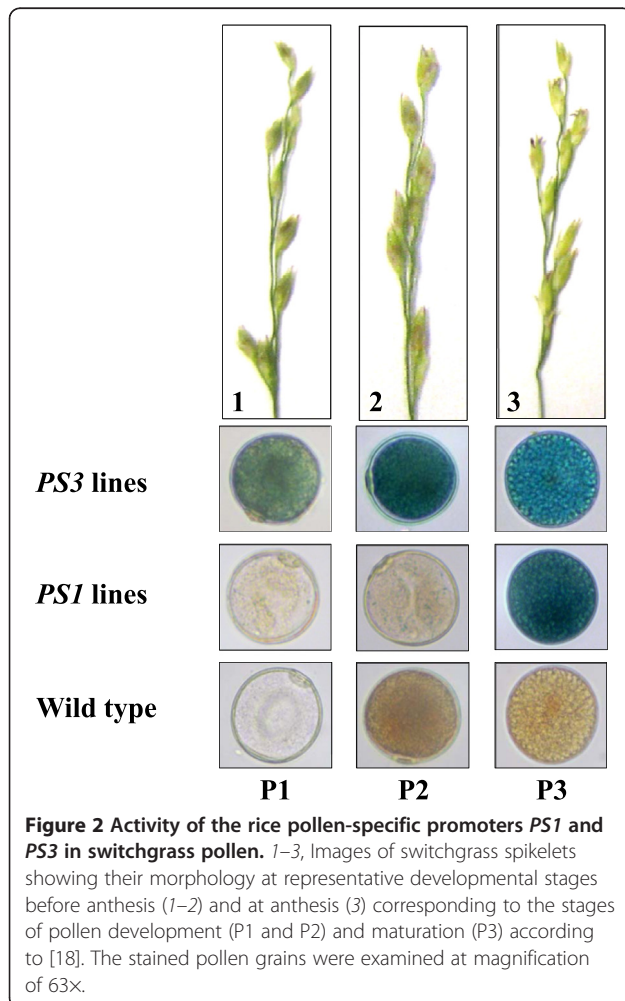 1 2 3
PS3 lines
PS1 lines
Wild type
P1 P2 P3
Figure 2 Activity of the rice pollen-specific promoters PS1 and
PS3 in switchgrass pollen. 1–3, Images of switchgrass spikelets
showing their morphology at representative developmental stages
before anthesis (1–2) and at anthesis (3) corresponding to the stages
of pollen development (P1 and P2) and maturation (P3) according
to [18]. The stained pollen grains were examined at magnification
of 63×.